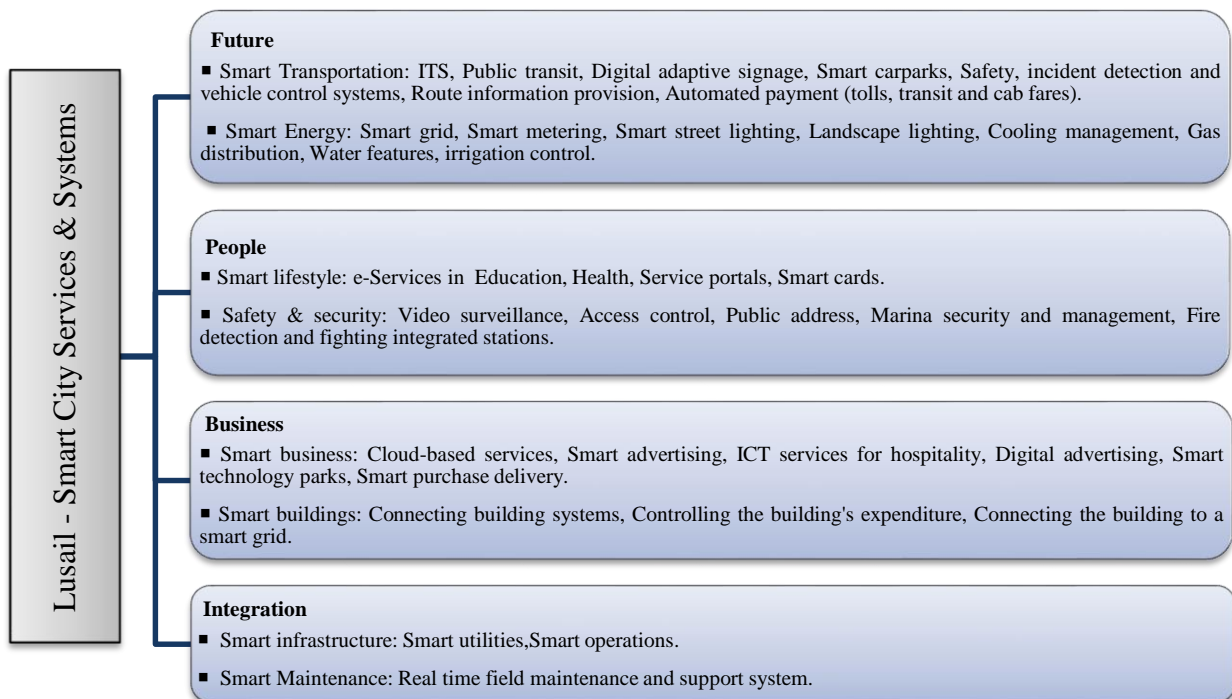 Lusail - Smart City Services & Systems
Future
▪ Smart Transportation: ITS, Public transit, Digital adaptive signage, Smart carparks, Safety, incident detection and
vehicle control systems, Route information provision, Automated payment (tolls, transit and cab fares).
▪ Smart Energy: Smart grid, Smart metering, Smart street lighting, Landscape lighting, Cooling management, Gas
distribution, Water features, irrigation control.
People
▪ Smart lifestyle: e-Services in Education, Health, Service portals, Smart cards.
▪ Safety & security: Video surveillance, Access control, Public address, Marina security and management, Fire
detection and fighting integrated stations.
Business
▪ Smart business: Cloud-based services, Smart advertising, ICT services for hospitality, Digital advertising, Smart
technology parks, Smart purchase delivery.
▪ Smart buildings: Connecting building systems, Controlling the building's expenditure, Connecting the building to a
smart grid.
Integration
▪ Smart infrastructure: Smart utilities,Smart operations.
▪ Smart Maintenance: Real time field maintenance and support system.